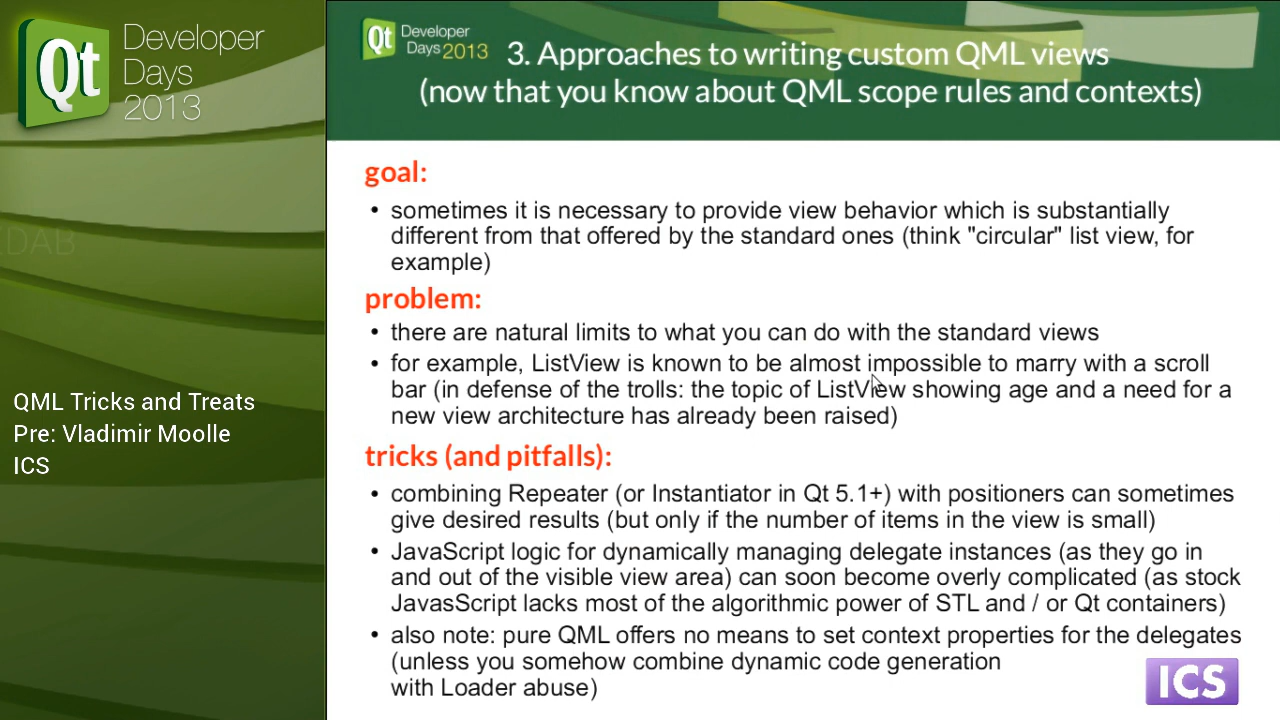 Qt Developer
Days
2013
KDAB
QML Tricks and Treats
Pre: Vladimir Moolle
ICS
Qt Developer
Days 2013
3. Approaches to writing custom QML views
(now that you know about QML scope rules and contexts)
goal:
• sometimes it is necessary to provide view behavior which is substantially
different from that offered by the standard ones (think "circular" list view, for
example)
problem:
• there are natural limits to what you can do with the standard views
• for example, ListView is known to be almost impossible to marry with a scroll
bar (in defense of the trolls: the topic of ListView showing age and a need for a
new view architecture has already been raised)
tricks (and pitfalls):
• combining Repeater (or Instantiator in Qt 5.1+) with positioners can sometimes
give desired results (but only if the number of items in the view is small)
• JavaScript logic for dynamically managing delegate instances (as they go in
and out of the visible view area) can soon become overly complicated (as stock
JavasScript lacks most of the algorithmic power of STL and / or Qt containers)
• also note: pure QML offers no means to set context properties for the delegates
(unless you somehow combine dynamic code generation
with Loader abuse)
ICS